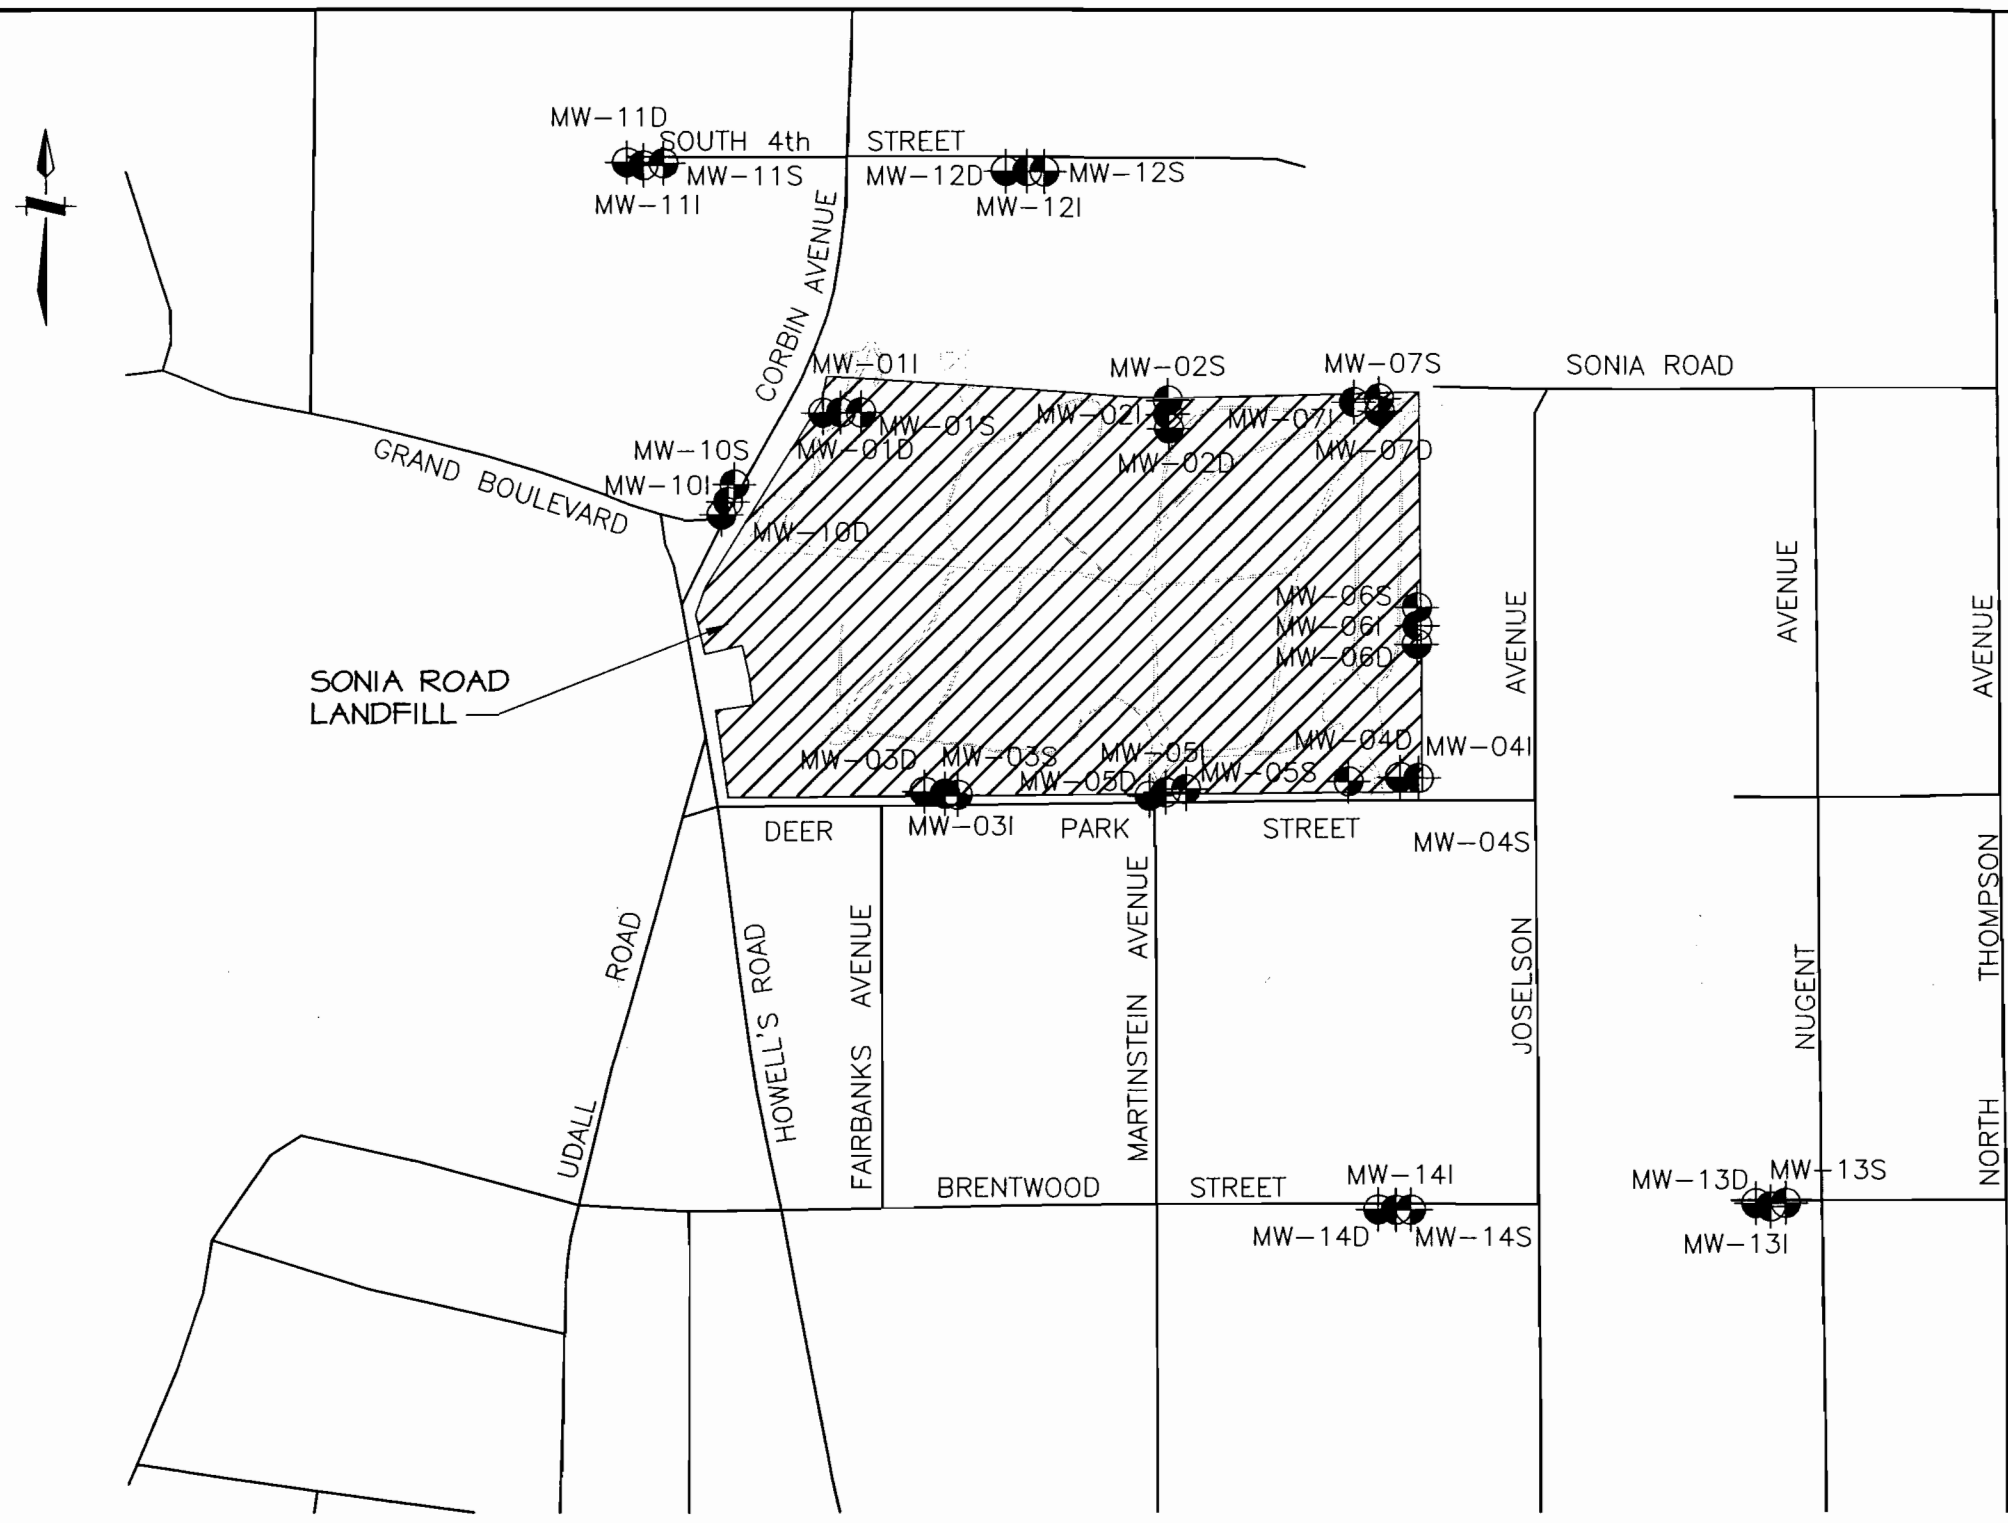 MW-11D
SOUTH 4th STREET
MW-11S
MW-11I
MW-12D
MW-12S
MW-12I
CORBIN AVENUE
MW-01I
MW-02S
MW-07S
SONIA ROAD
MW-01S
MW-02I
MW-07I
MW-01D
MW-02D
MW-07D
MW-10S
MW-10I
MW-10D
GRAND BOULEVARD
MW-06S
MW-06I
MW-06D
SONIA ROAD
LANDFILL
MW-03D
MW-03S
MW-05I
MW-04D
MW-04I
MW-05D
MW-05S
MW-03I
DEER PARK STREET
MW-04S
UDALL ROAD
HOWELL'S ROAD
FAIRBANKS AVENUE
MARTINSTEIN AVENUE
JOSELSON AVENUE
NUGENT AVENUE
NORTH THOMPSON AVENUE
BRENTWOOD STREET
MW-14I
MW-14D
MW-14S
MW-13D
MW-13S
MW-13I